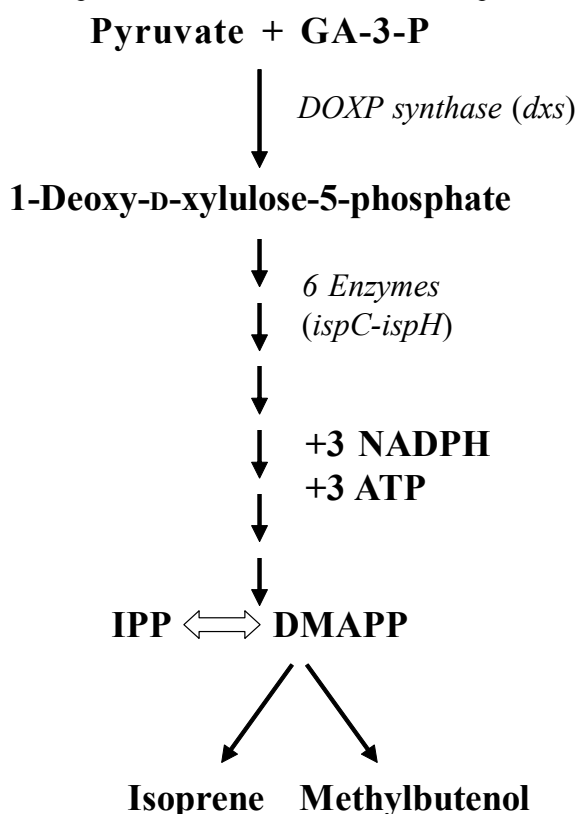 Pyruvate + GA-3-P
DOXP synthase (dxs)
1-Deoxy-D-xylulose-5-phosphate
6 Enzymes
(ispC-ispH)
+3 NADPH
+3 ATP
IPP DMAPP
Isoprene Methylbutenol